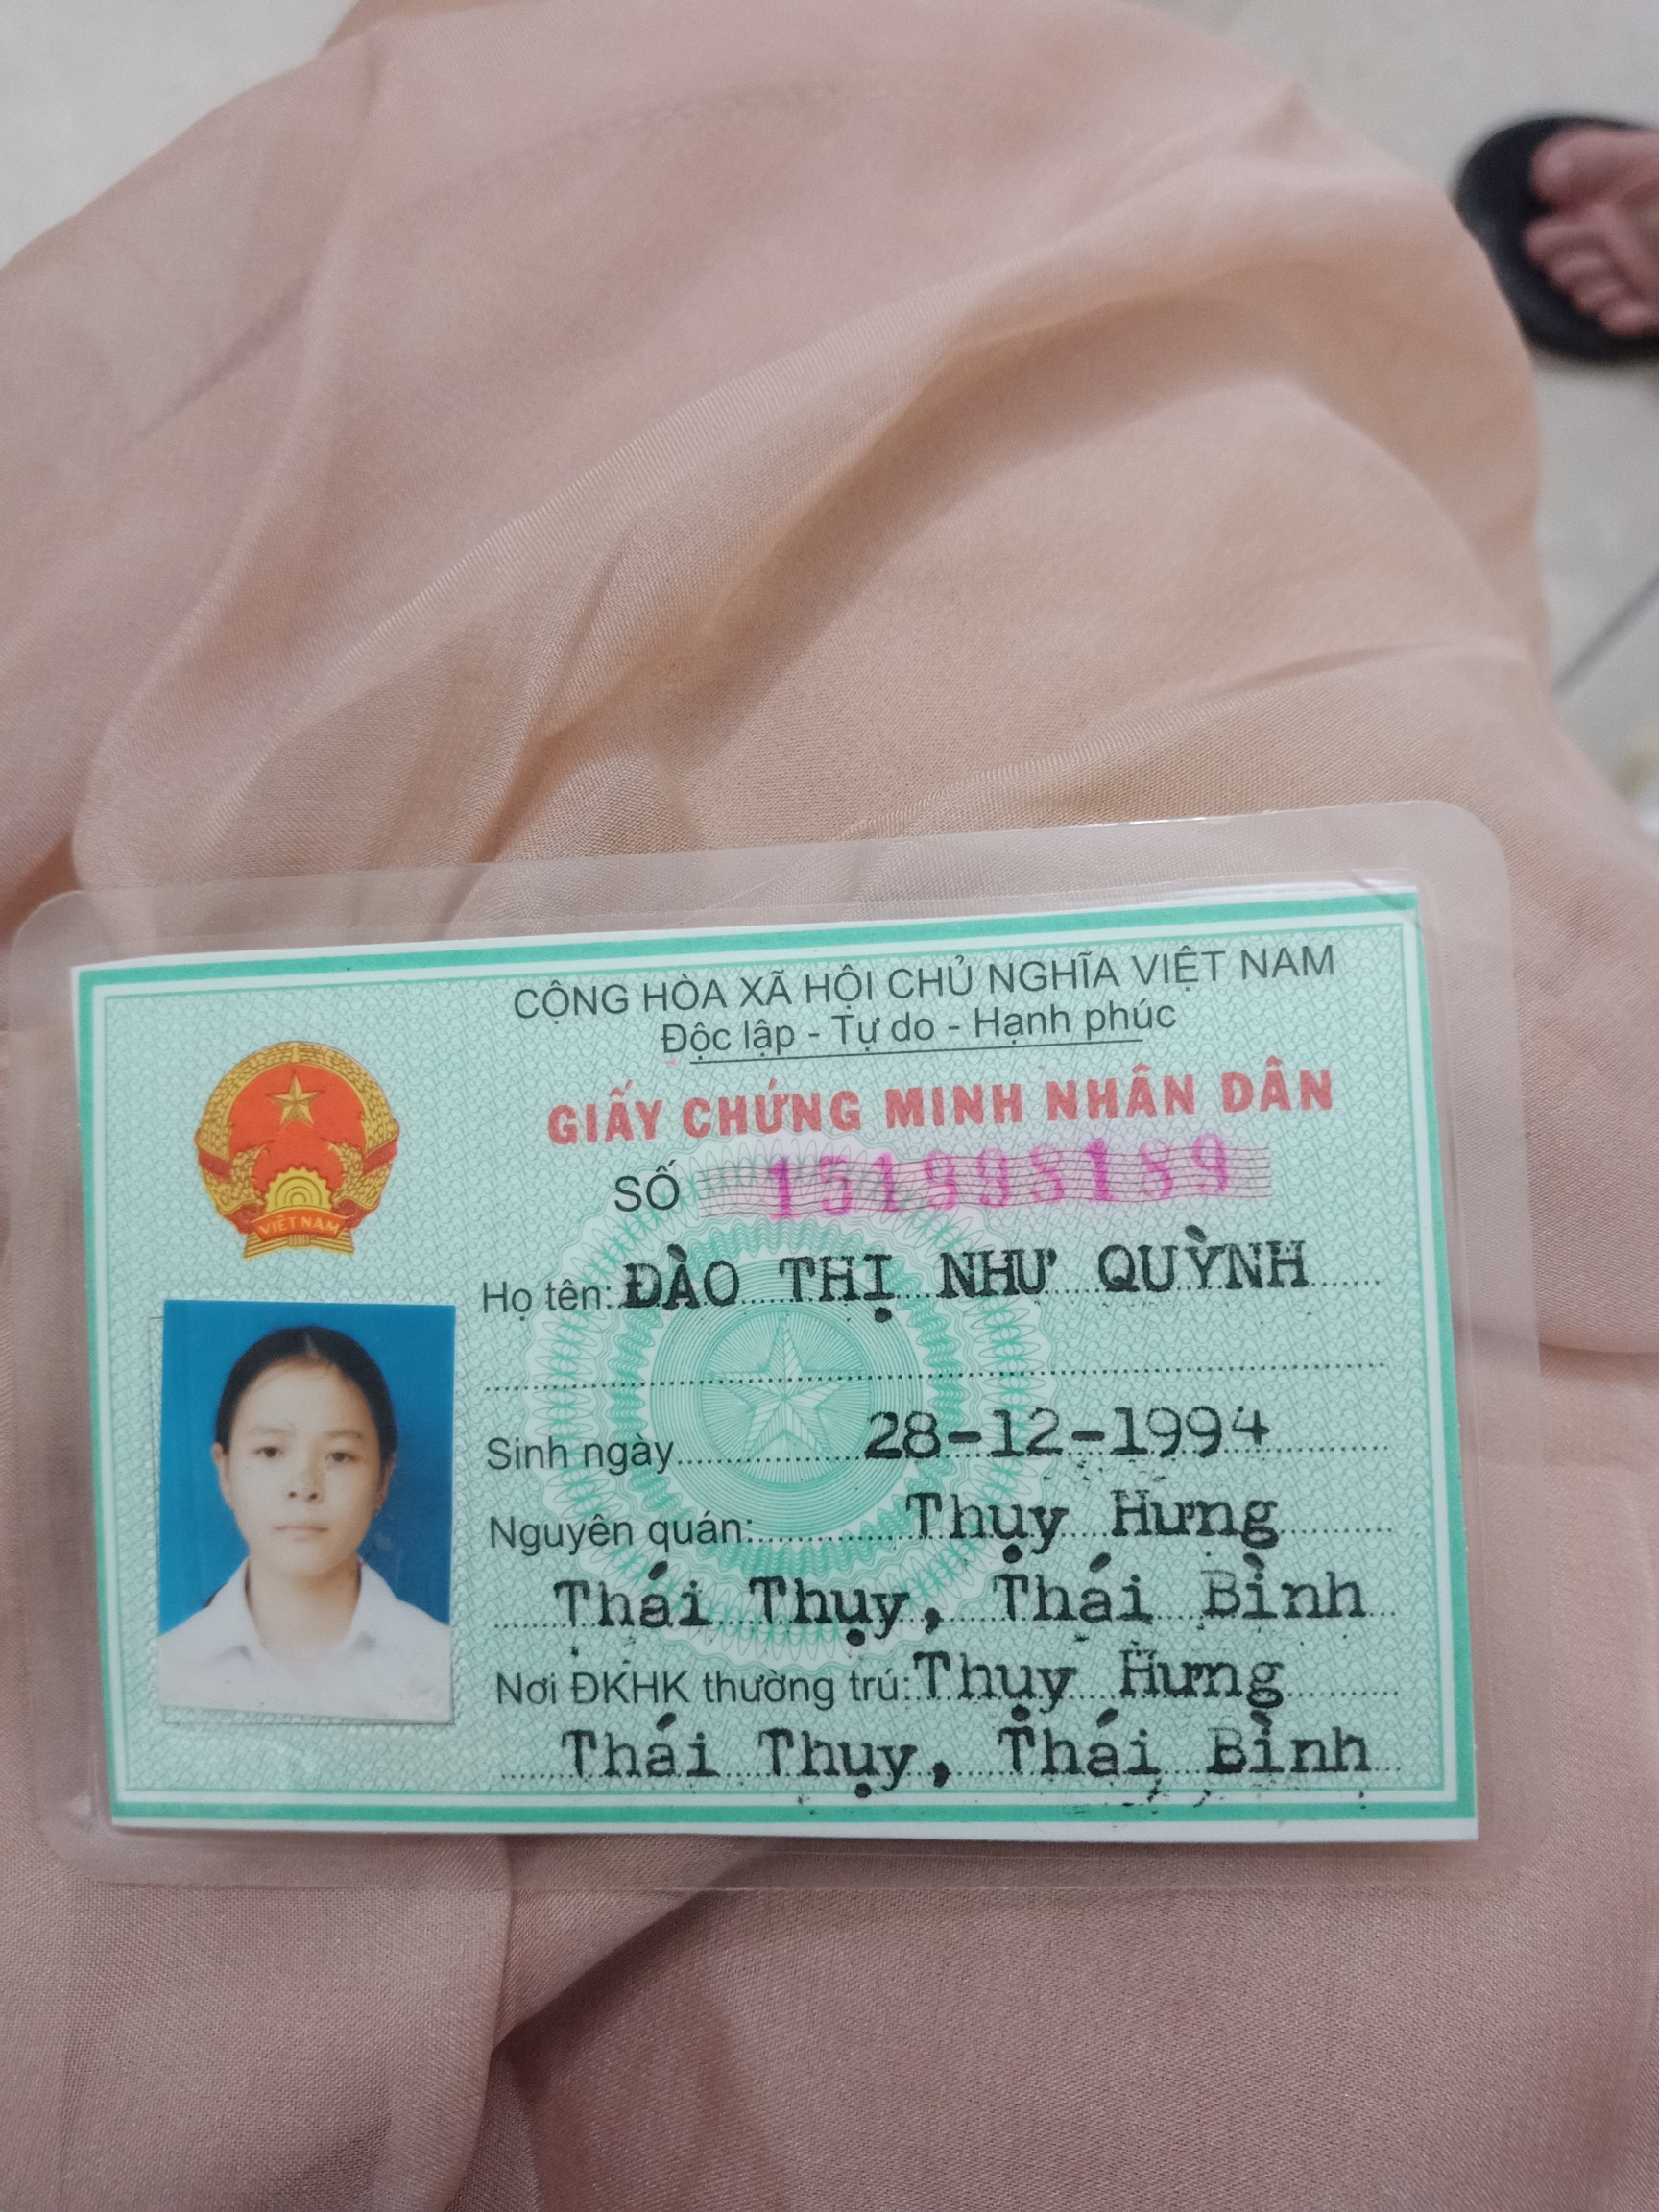 CỘNG HÒA XÃ HỘI CHỦ NGHĨA VIỆT NAM
Độc lập - Tự do - Hạnh phúc
GIẤY CHỨNG MINH NHÂN DÂN
SỐ 151998189
VIỆT NAM
Họ tên: ĐÀO THỊ NHƯ QUỲNH
Sinh ngày 28-12-1994
Nguyên quán: Thụy Hưng
Thái Thụy, Thái Bình
Nơi ĐKHK thường trú: Thụy Hưng
Thái Thụy, Thái Bình